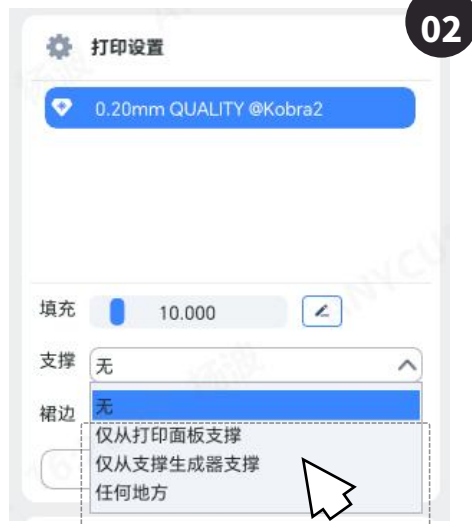 02
打印设置
0.20mm QUALITY @Kobra2
填充 10.000
支撑 无
裙边 无
仅从打印面板支撑
仅从支撑生成器支撑
任何地方